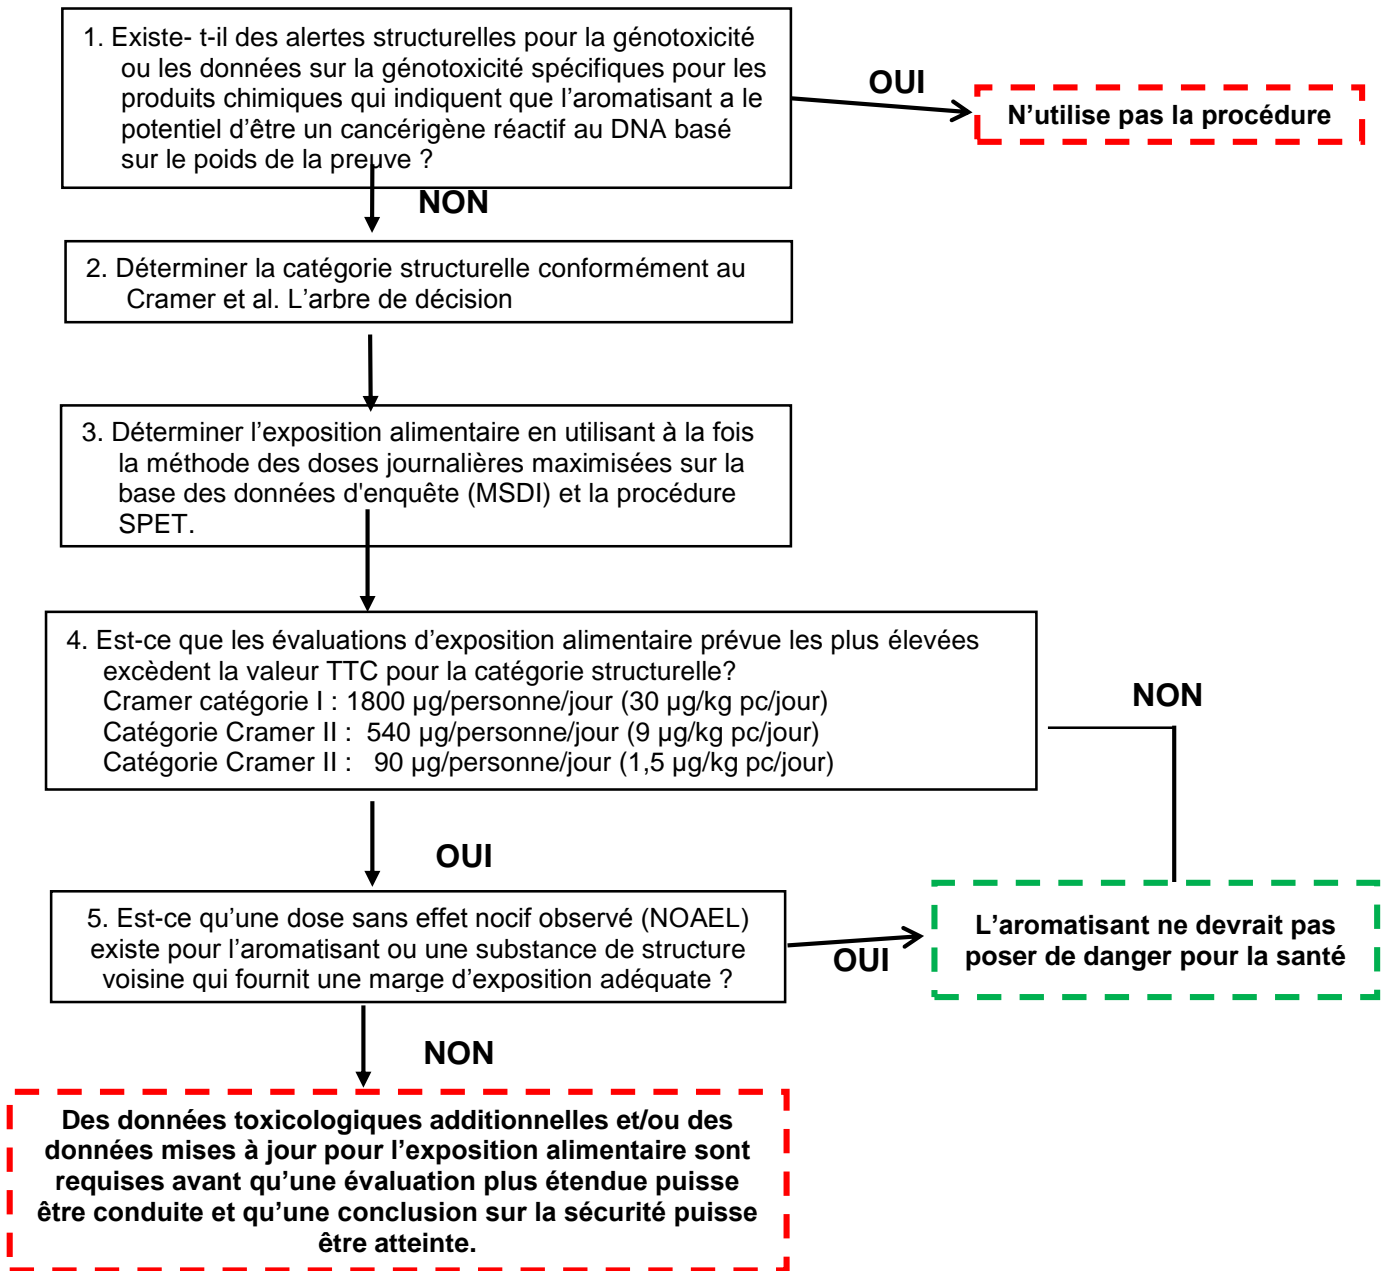 1. Existe- t-il des alertes structurelles pour la génotoxicité
ou les données sur la génotoxicité spécifiques pour les
produits chimiques qui indiquent que l’aromatisant a le
potentiel d’être un cancérigène réactif au DNA basé
sur le poids de la preuve ?
OUI
N’utilise pas la procédure
NON
2. Déterminer la catégorie structurelle conformément au
Cramer et al. L’arbre de décision
3. Déterminer l’exposition alimentaire en utilisant à la fois
la méthode des doses journalières maximisées sur la
base des données d'enquête (MSDI) et la procédure
SPET.
4. Est-ce que les évaluations d’exposition alimentaire prévue les plus élevées
excèdent la valeur TTC pour la catégorie structurelle?
Cramer catégorie I : 1800 µg/personne/jour (30 µg/kg pc/jour)
Catégorie Cramer II : 540 µg/personne/jour (9 µg/kg pc/jour)
Catégorie Cramer II : 90 µg/personne/jour (1,5 µg/kg pc/jour)
NON
OUI
5. Est-ce qu’une dose sans effet nocif observé (NOAEL)
existe pour l’aromatisant ou une substance de structure
voisine qui fournit une marge d’exposition adéquate ?
OUI
L’aromatisant ne devrait pas
poser de danger pour la santé
NON
Des données toxicologiques additionnelles et/ou des
données mises à jour pour l’exposition alimentaire sont
requises avant qu’une évaluation plus étendue puisse
être conduite et qu’une conclusion sur la sécurité puisse
être atteinte.